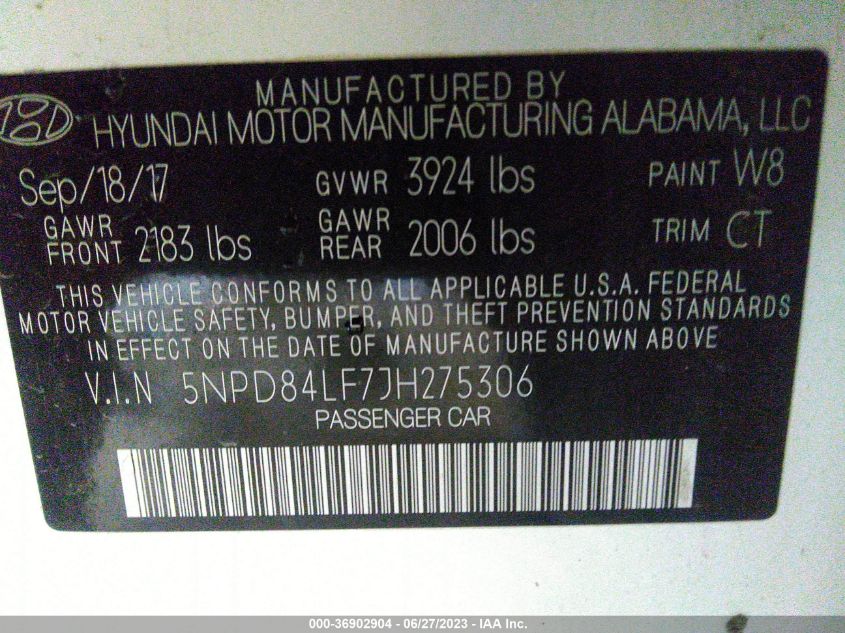 MANUFACTURED BY
HYUNDAI MOTOR MANUFACTURING ALABAMA, LLC
Sep/18/17 GVWR 3924 lbs PAINT W8
GAWR FRONT 2183 lbs GAWR REAR 2006 lbs TRIM CT
THIS VEHICLE CONFORMS TO ALL APPLICABLE U.S.A. FEDERAL
MOTOR VEHICLE SAFETY, BUMPER, AND THEFT PREVENTION STANDARDS
IN EFFECT ON THE DATE OF MANUFACTURE SHOWN ABOVE
V.I.N 5NPD84LF7JH275306
PASSENGER CAR
000-36902904 - 06/27/2023 - IAA Inc.